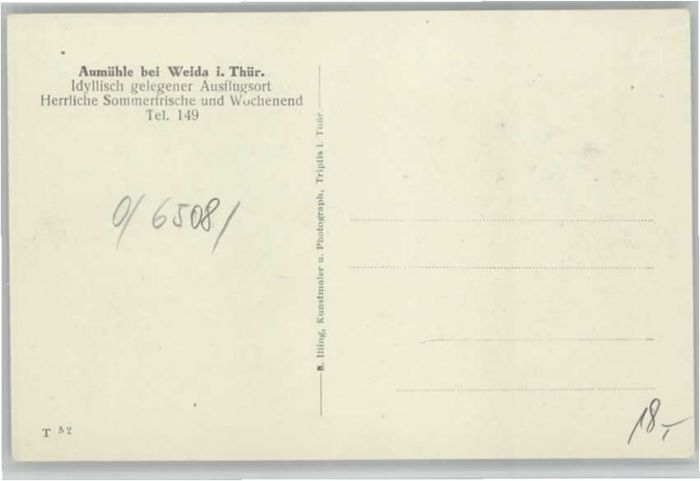 Aumühle bei Weida i. Thür.
Idyllisch gelegener Ausflugsort
Herrliche Sommerfrische und Wochenend
Tel. 149
0/ 6508/
Illing, Kunstmaler u. Photograph, Triptis i. Thür.
T 52
18,-